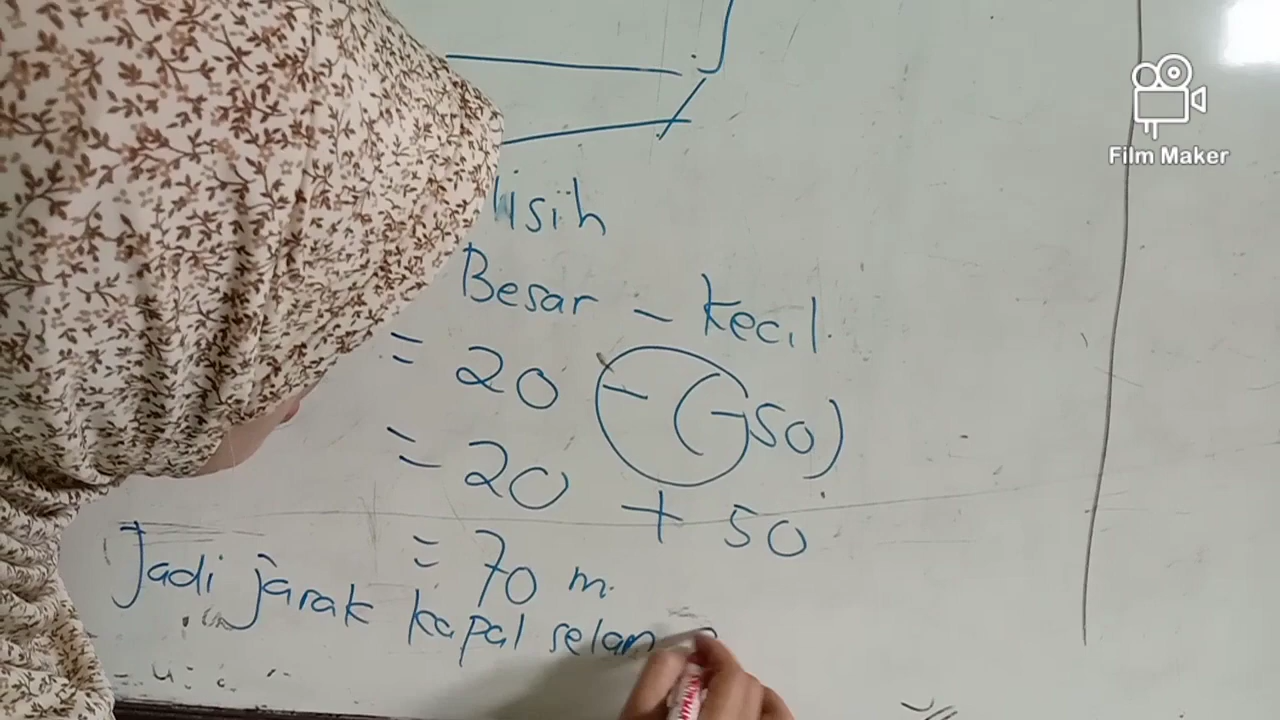 Film Maker
lisih
Besar - kecil.
= 20 - (-50)
= 20 + 50
= 70 m.
Jadi jarak kapal selam